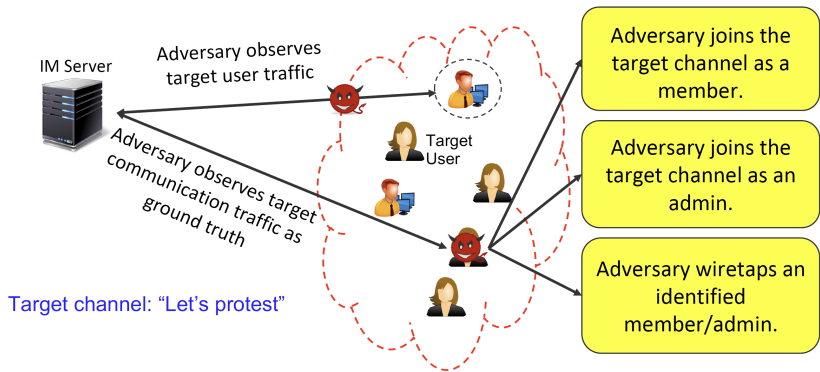 IM Server
Adversary observes
target user traffic
Adversary observes target
communication traffic as
ground truth
Target
User
Target channel: “Let’s protest”
Adversary joins the
target channel as a
member.
Adversary joins the
target channel as an
admin.
Adversary wiretaps an
identified
member/admin.